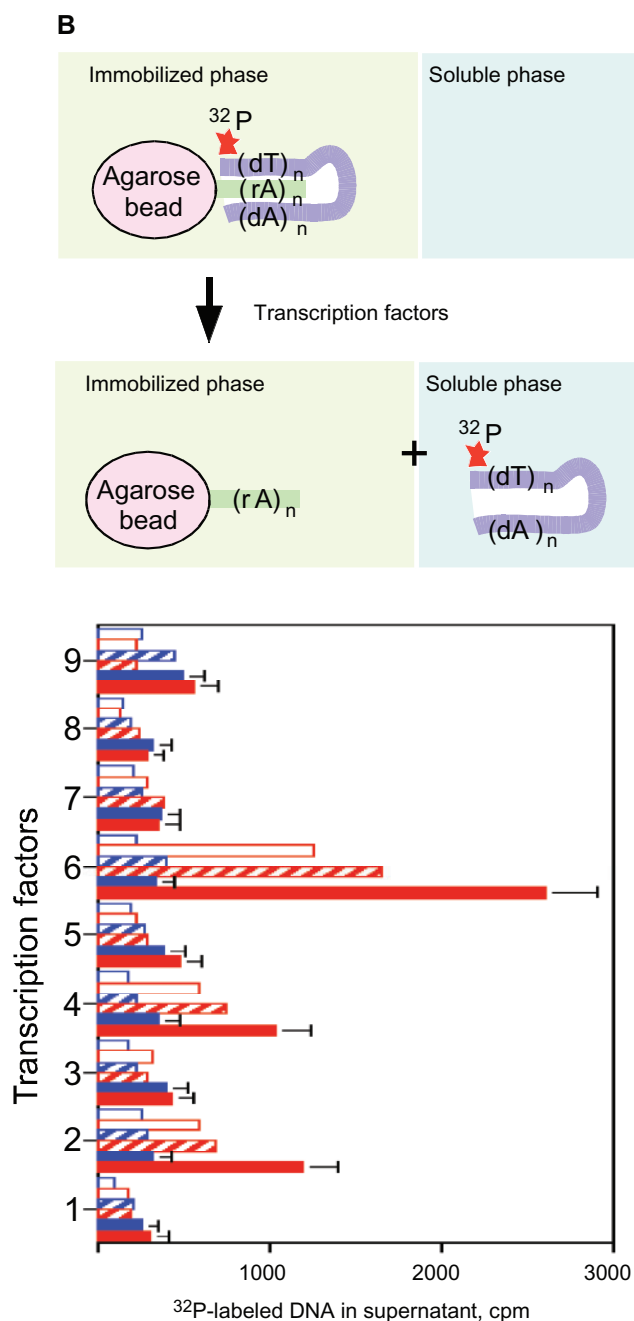 B
Immobilized phase
Soluble phase
32P
Agarose bead
(dT)n
(rA)n
(dA)n
Transcription factors
Immobilized phase
Soluble phase
Agarose bead
(rA)n
+
32P
(dT)n
(dA)n
Transcription factors
9
8
7
6
5
4
3
2
1
1000
2000
3000
32P-labeled DNA in supernatant, cpm